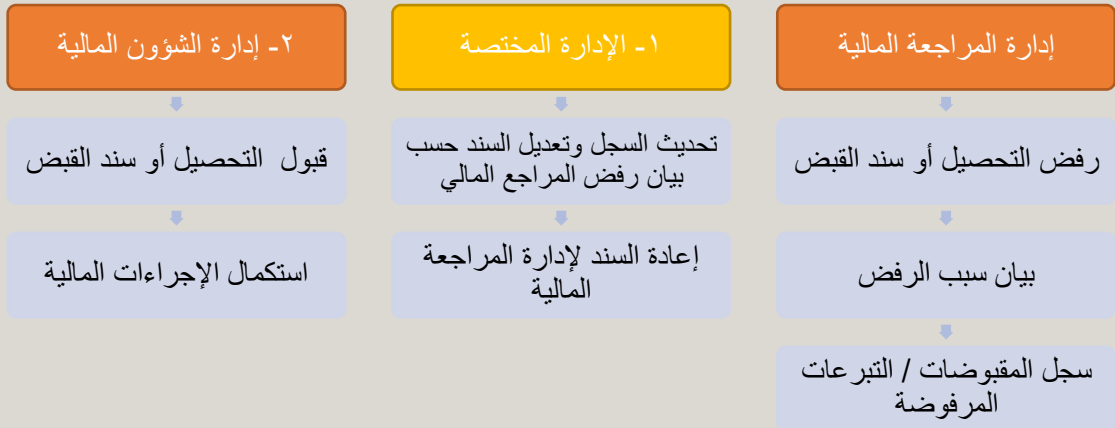 إدارة المراجعة المالية
رفض التحصيل أو سند القبض
بيان سبب الرفض
سجل المقبوضات / التبرعات
المرفوضة
١- الإدارة المختصة
تحديث السجل وتعديل السند حسب
بيان رفض المراجع المالي
إعادة السند لإدارة المراجعة
المالية
٢- إدارة الشؤون المالية
قبول التحصيل أو سند القبض
استكمال الإجراءات المالية